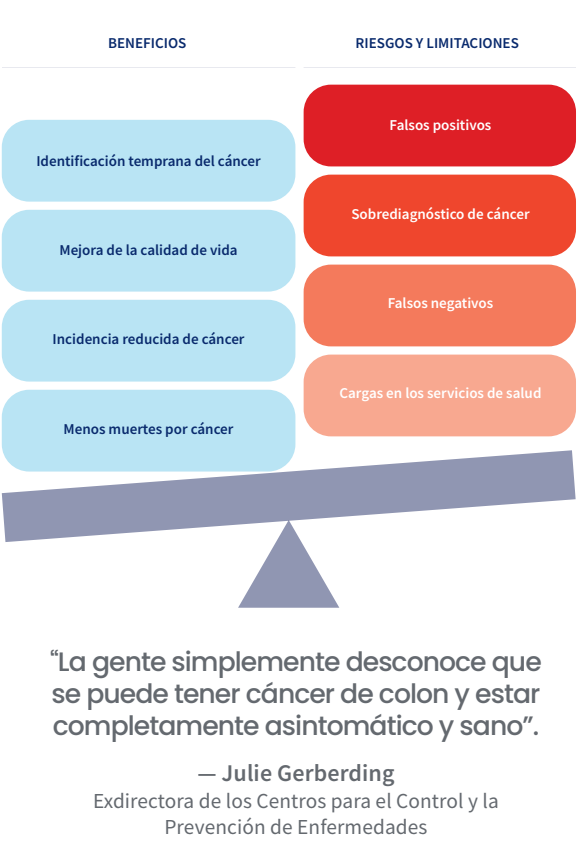 BENEFICIOS
RIESGOS Y LIMITACIONES
Identificación temprana del cáncer
Mejora de la calidad de vida
Incidencia reducida de cáncer
Menos muertes por cáncer
Falsos positivos
Sobrediagnóstico de cáncer
Falsos negativos
Cargas en los servicios de salud
“La gente simplemente desconoce que
se puede tener cáncer de colon y estar
completamente asintomático y sano”.
— Julie Gerberding
Exdirectora de los Centros para el Control y la
Prevención de Enfermedades